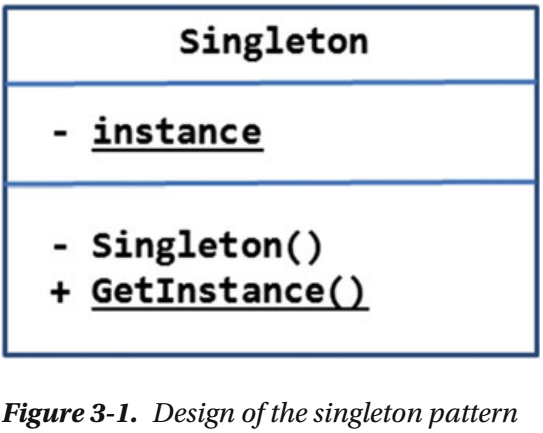 Singleton
- instance
- Singleton()
+ GetInstance()
Figure 3-1. Design of the singleton pattern